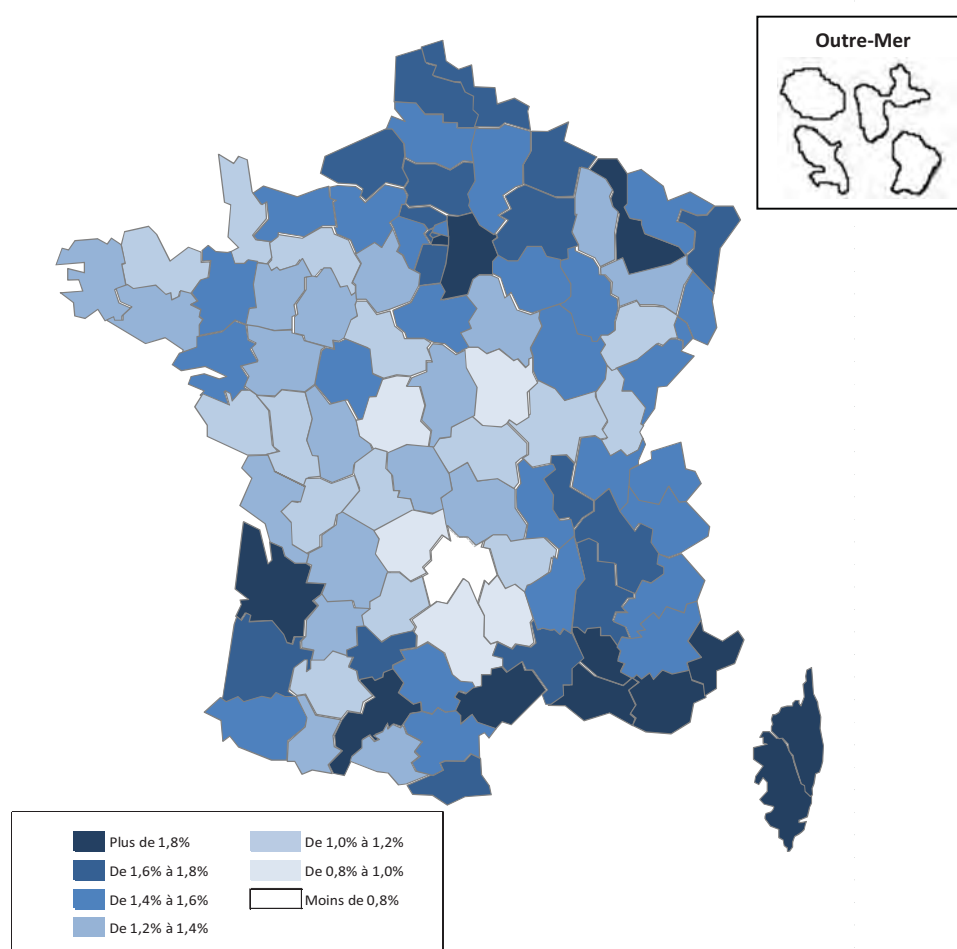 Outre-Mer
Plus de 1,8%
De 1,6% à 1,8%
De 1,4% à 1,6%
De 1,2% à 1,4%
De 1,0% à 1,2%
De 0,8% à 1,0%
Moins de 0,8%